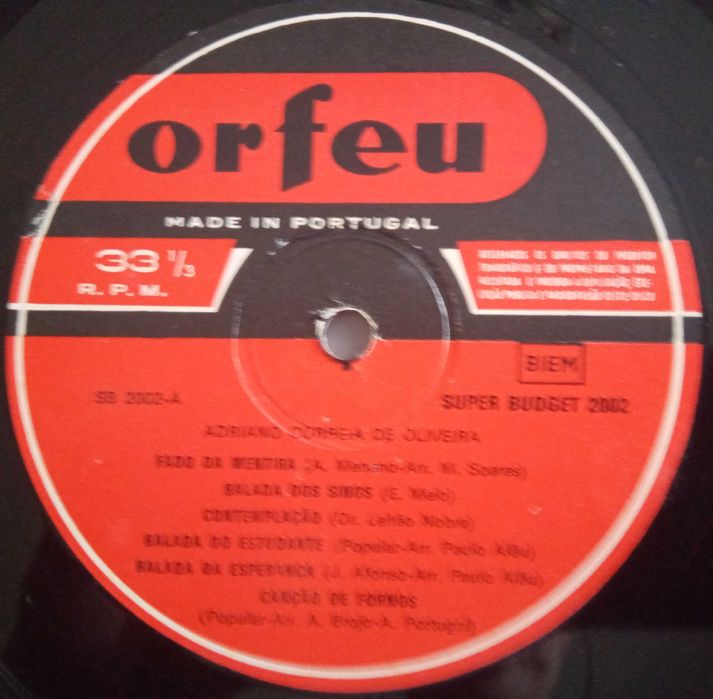 orfeu
MADE IN PORTUGAL
33 1/3
R. P. M.
BIEM
SB 2002-A
SUPER BUDGET 2002
ADRIANO CORREIA DE OLIVEIRA
FADO DA MENTIRA (A. Menano-Arr. M. Soares)
BALADA DOS SINOS (E. Melo)
CONTEMPLAÇÃO (Dr. Leitão Nobre)
BALADA DO ESTUDANTE (Popular-Arr. Paulo Alão)
BALADA DA ESPERANÇA (J. Afonso-Arr. Paulo Alão)
CANÇÃO DE FORNOS
(Popular-Arr. A. Brojo-A. Portugal)